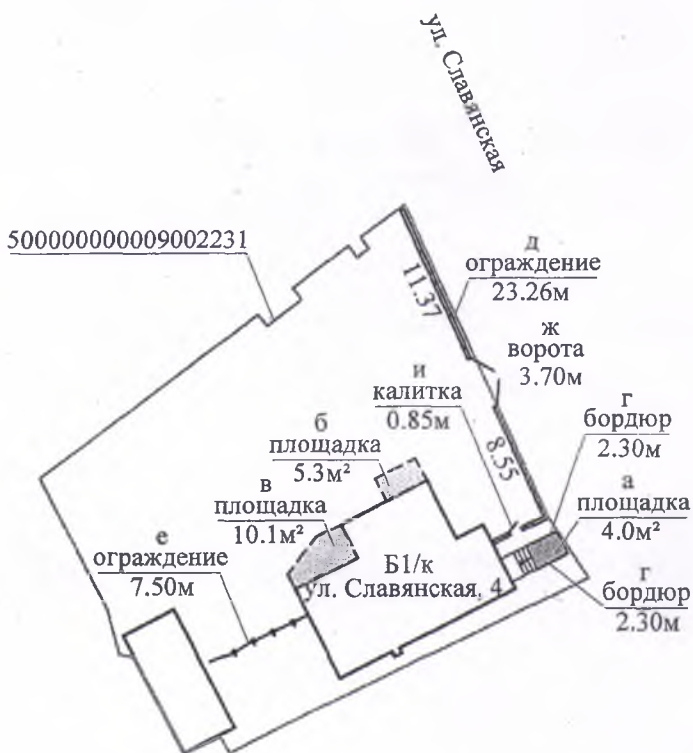 ул. Славянская
500000000009002231
д
ограждение
23.26м
11.37
ж
ворота
3.70м
и
калитка
0.85м
г
бордюр
2.30м
б
площадка
5.3м²
8.55
а
площадка
4.0м²
в
площадка
10.1м²
е
ограждение
7.50м
Б1/к
ул. Славянская, 4
г
бордюр
2.30м